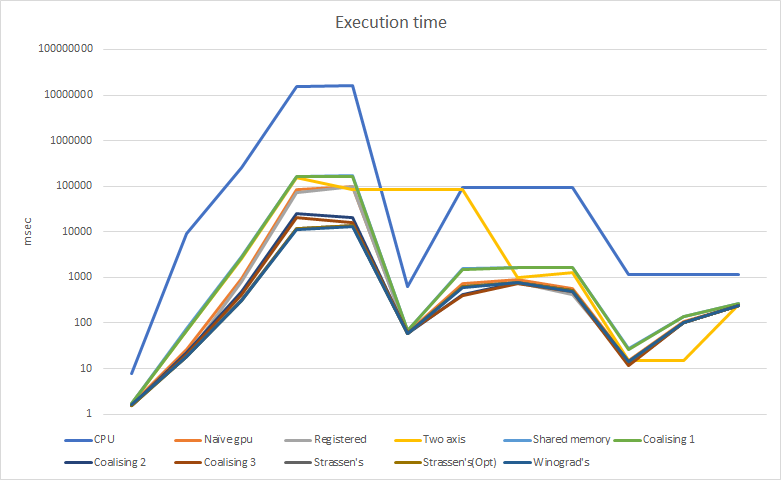 Execution time
100000000
10000000
1000000
100000
10000
1000
100
10
1
msec
CPU Naïve gpu Registered Two axis Shared memory Coalising 1
Coalising 2 Coalising 3 Strassen's Strassen's(Opt) Winograd's